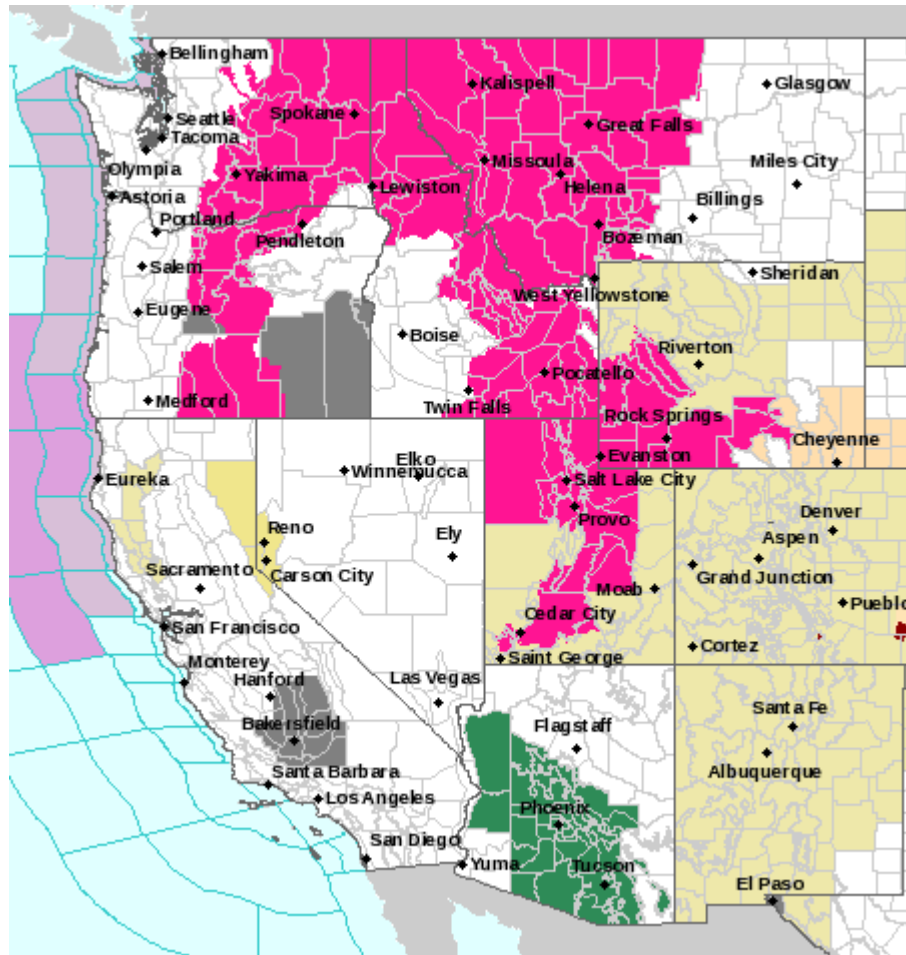 Bellingham
Kalispell
Glasgow
Seattle
Spokane
Great Falls
Tacoma
Olympia
Missoula
Miles City
Yakima
Lewiston
Helena
Astoria
Billings
Portland
Pendleton
Bozeman
Salem
Sheridan
West Yellowstone
Eugene
Boise
Riverton
Pocatello
Medford
Twin Falls
Rock Springs
Cheyenne
Elko
Evanston
Winnemucca
Eureka
Salt Lake City
Provo
Denver
Reno
Ely
Aspen
Sacramento
Carson City
Grand Junction
Moab
Pueblo
San Francisco
Cedar City
Cortez
Saint George
Monterey
Hanford
Las Vegas
Santa Fe
Bakersfield
Flagstaff
Albuquerque
Santa Barbara
Los Angeles
Phoenix
San Diego
Yuma
Tucson
El Paso